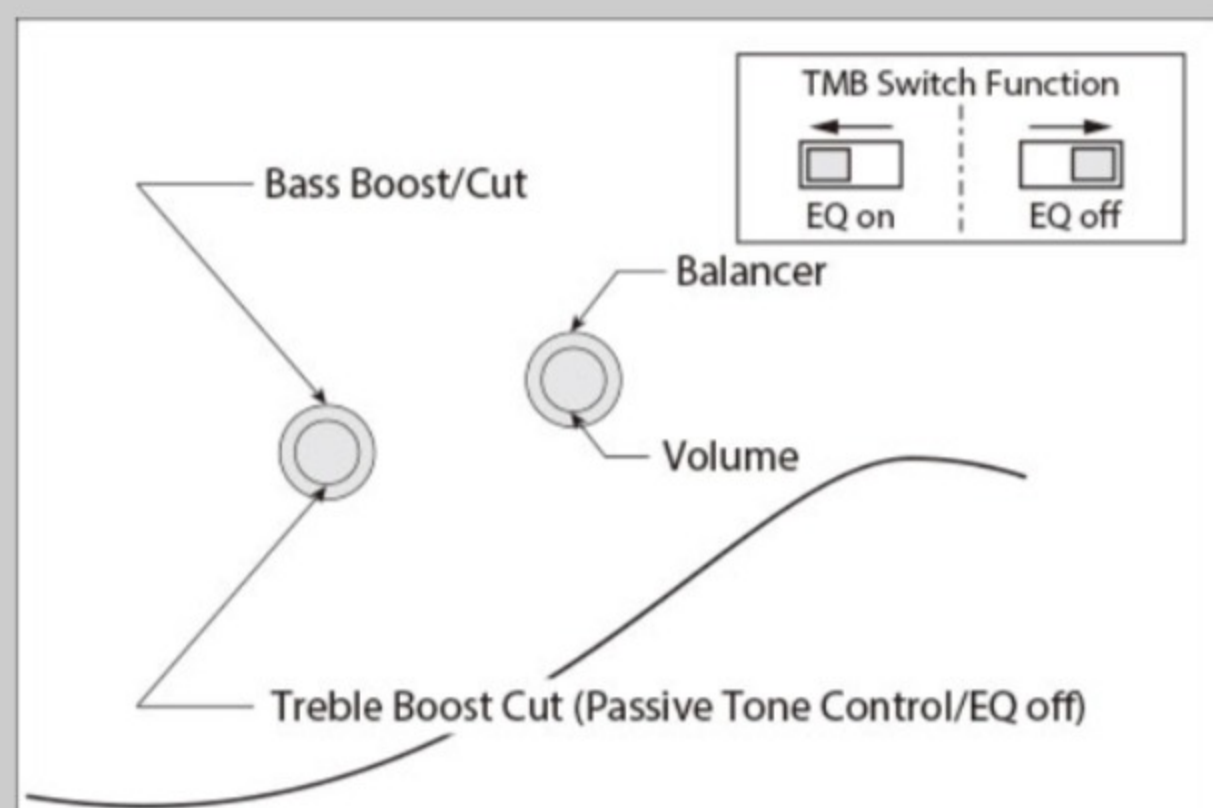 TMB Switch Function
EQ on
EQ off
Bass Boost/Cut
Balancer
Volume
Treble Boost Cut (Passive Tone Control/EQ off)